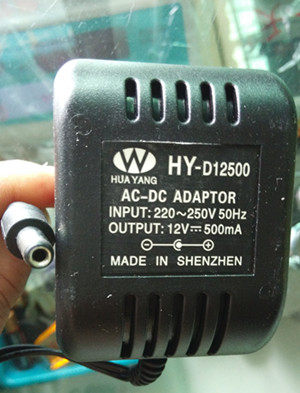 W
HUA YANG
HY-D12500
AC-DC ADAPTOR
INPUT: 220~250V 50Hz
OUTPUT: 12V⎓500mA
MADE IN SHENZHEN